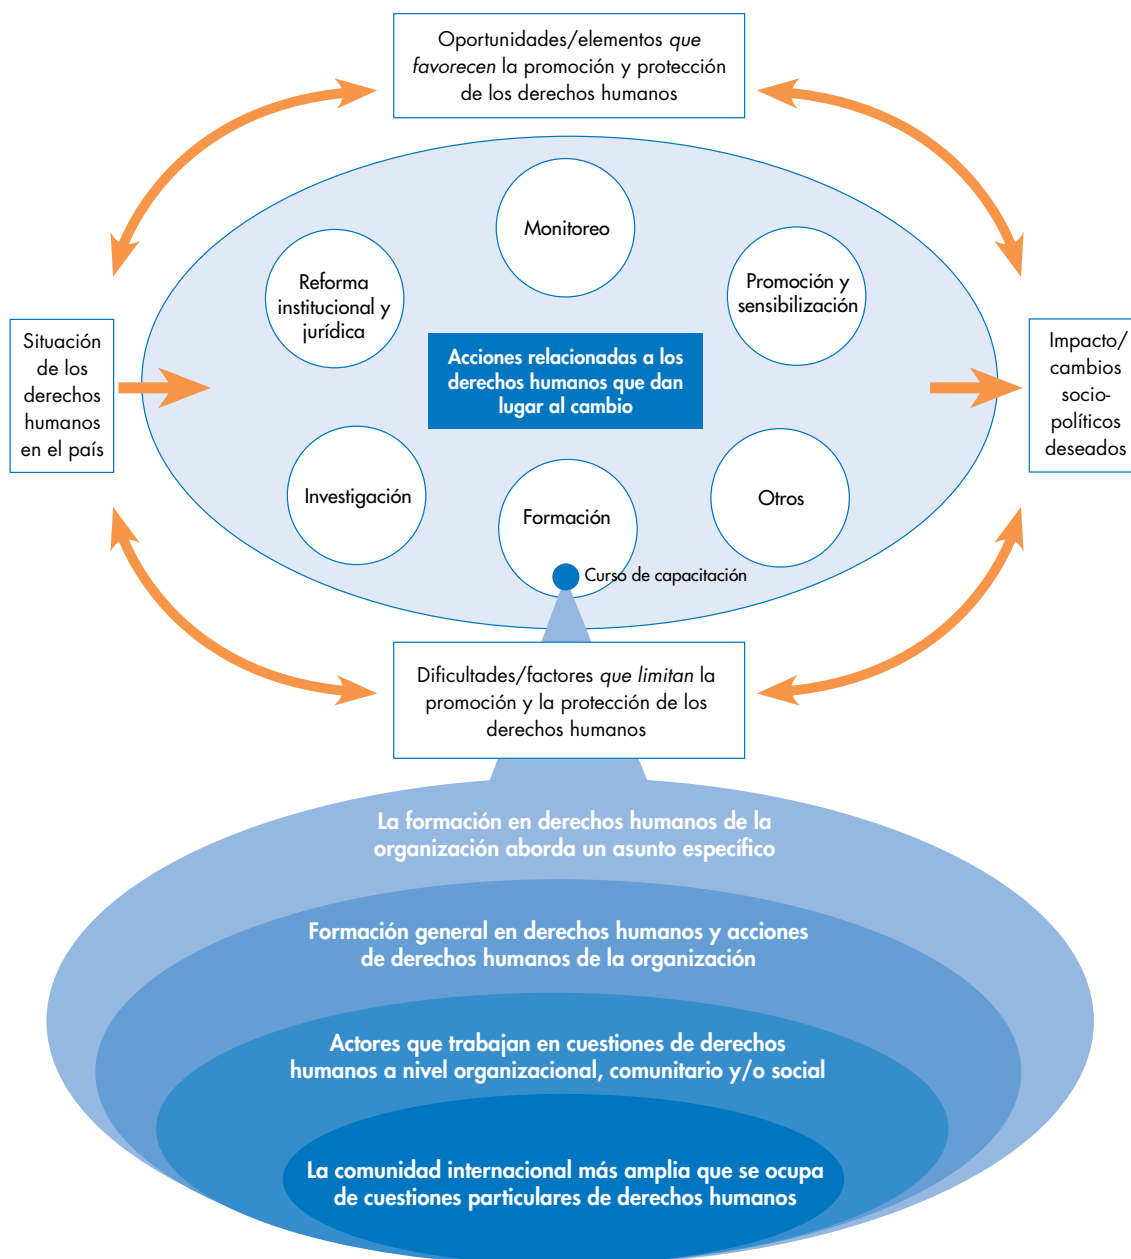 Oportunidades/elementos que
favorecen la promoción y protección
de los derechos humanos
Monitoreo
Reforma
institucional y
jurídica
Promoción y
sensibilización
Situación
de los
derechos
humanos
en el país
Acciones relacionadas a los
derechos humanos que dan
lugar al cambio
Impacto/
cambios
socio-
políticos
deseados
Investigación
Formación
Otros
Curso de capacitación
Dificultades/factores que limitan la
promoción y la protección de los
derechos humanos
La formación en derechos humanos de la
organización aborda un asunto específico
Formación general en derechos humanos y acciones
de derechos humanos de la organización
Actores que trabajan en cuestiones de derechos
humanos a nivel organizacional, comunitario y/o social
La comunidad internacional más amplia que se ocupa
de cuestiones particulares de derechos humanos